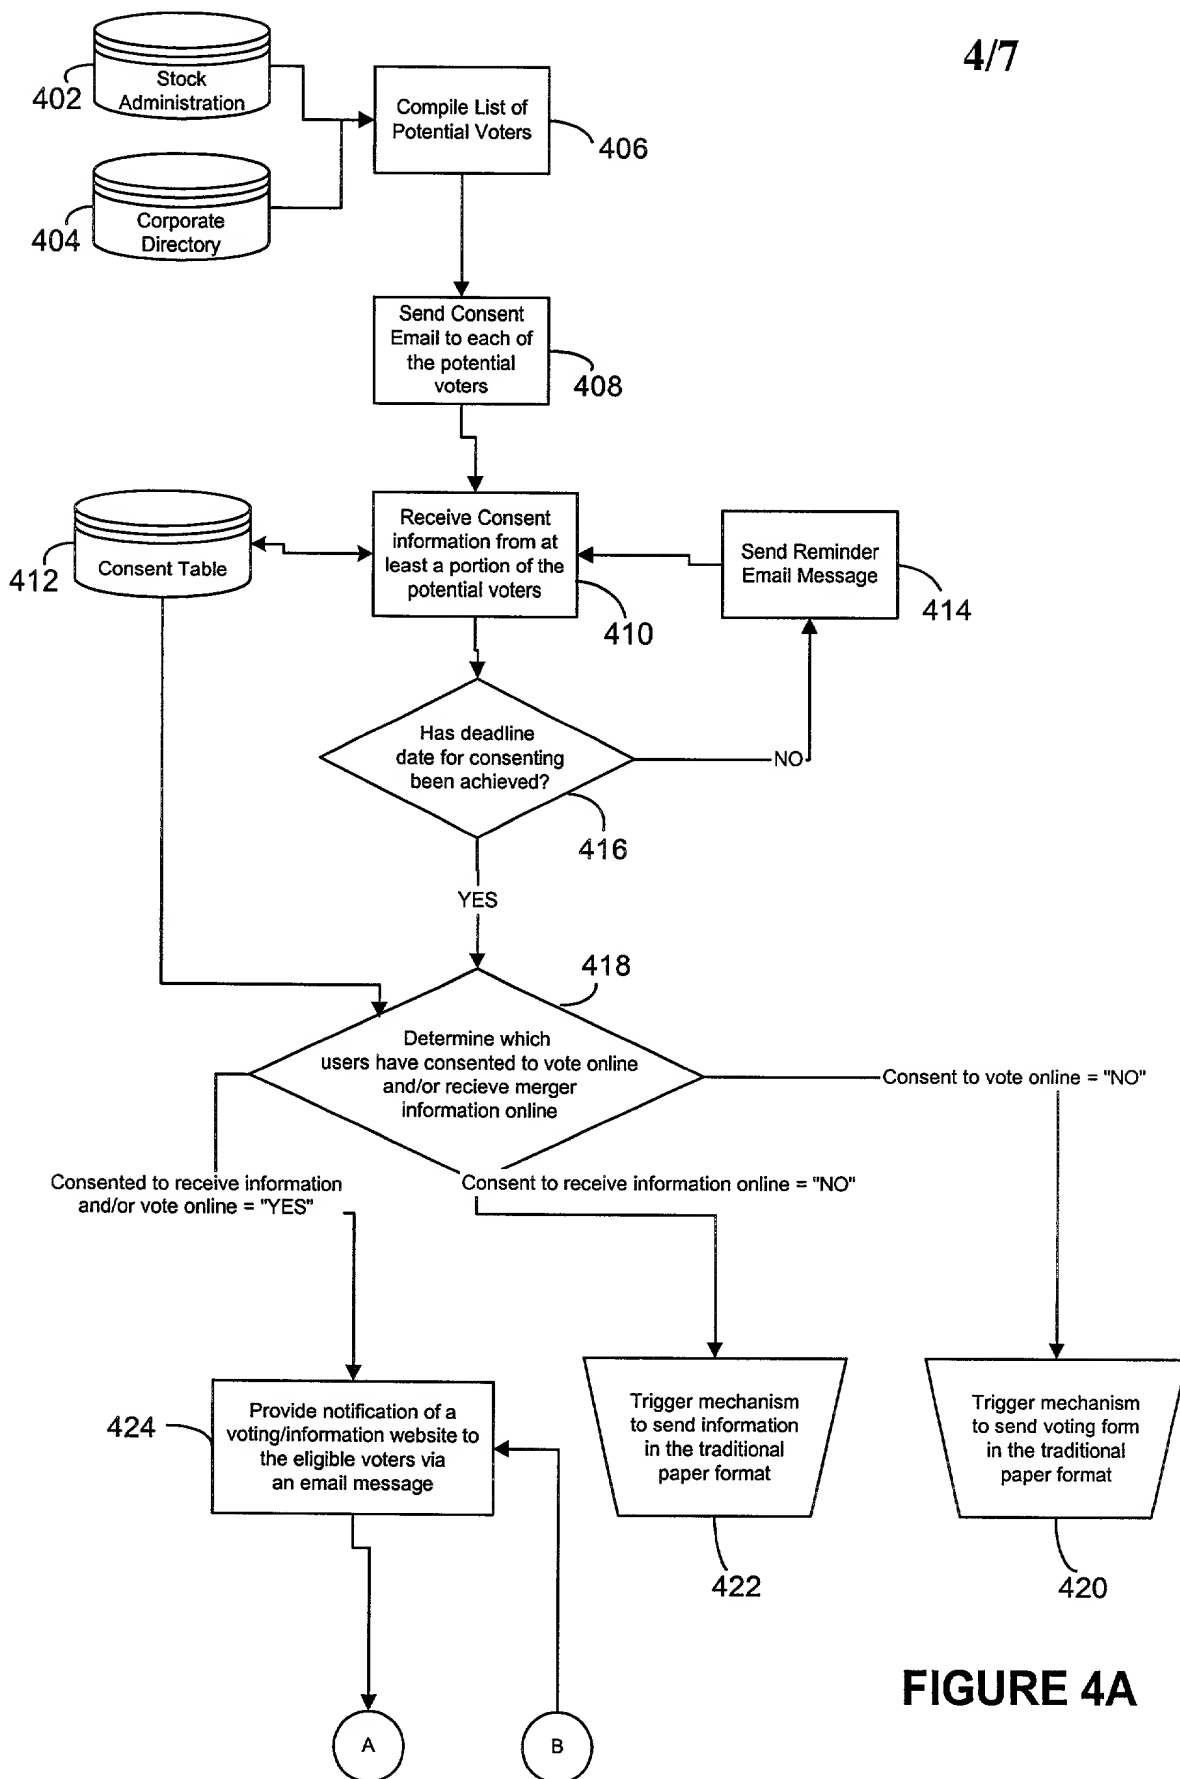 4/7
Stock
Administration
402
Compile List of
Potential Voters
406
Corporate
Directory
404
Send Consent
Email to each of
the potential
voters
408
Consent Table
412
Receive Consent
information from at
least a portion of the
potential voters
410
Send Reminder
Email Message
414
Has deadline
date for consenting
been achieved?
NO
416
YES
418
Determine which
users have consented to vote online
and/or recieve merger
information online
Consent to vote online = "NO"
Consented to receive information
and/or vote online = "YES"
Consent to receive information online = "NO"
424
Provide notification of a
voting/information website to
the eligible voters via
an email message
Trigger mechanism
to send information
in the traditional
paper format
422
Trigger mechanism
to send voting form
in the traditional
paper format
420
A
B
FIGURE 4A